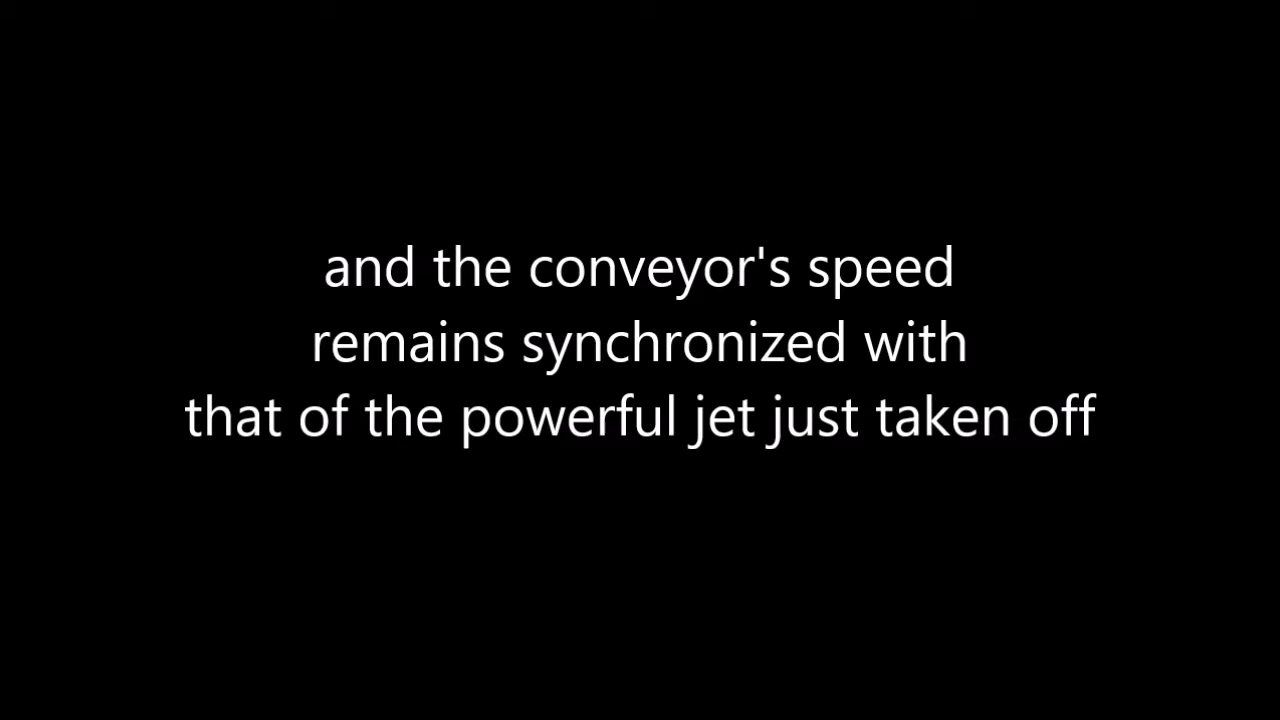 and the conveyor's speed
remains synchronized with
that of the powerful jet just taken off